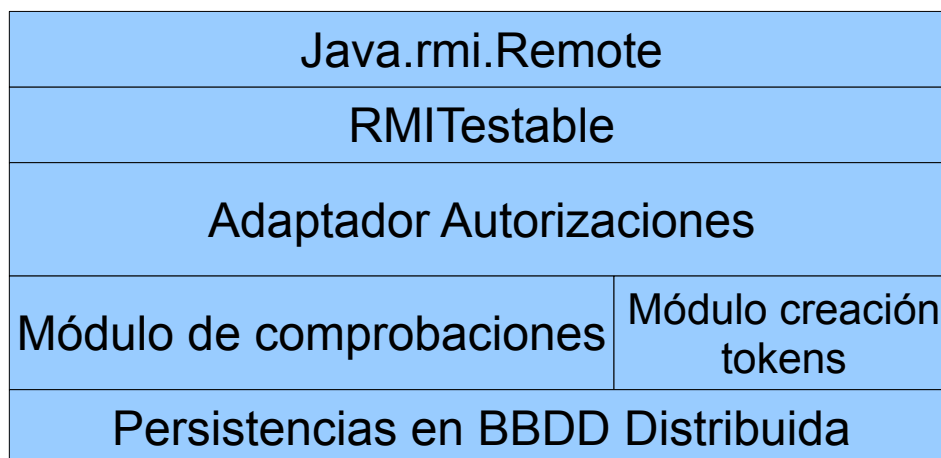 Java.rmi.Remote
RMITestable
Adaptador Autorizaciones
Módulo de comprobaciones
Módulo creación
tokens
Persistencias en BBDD Distribuida